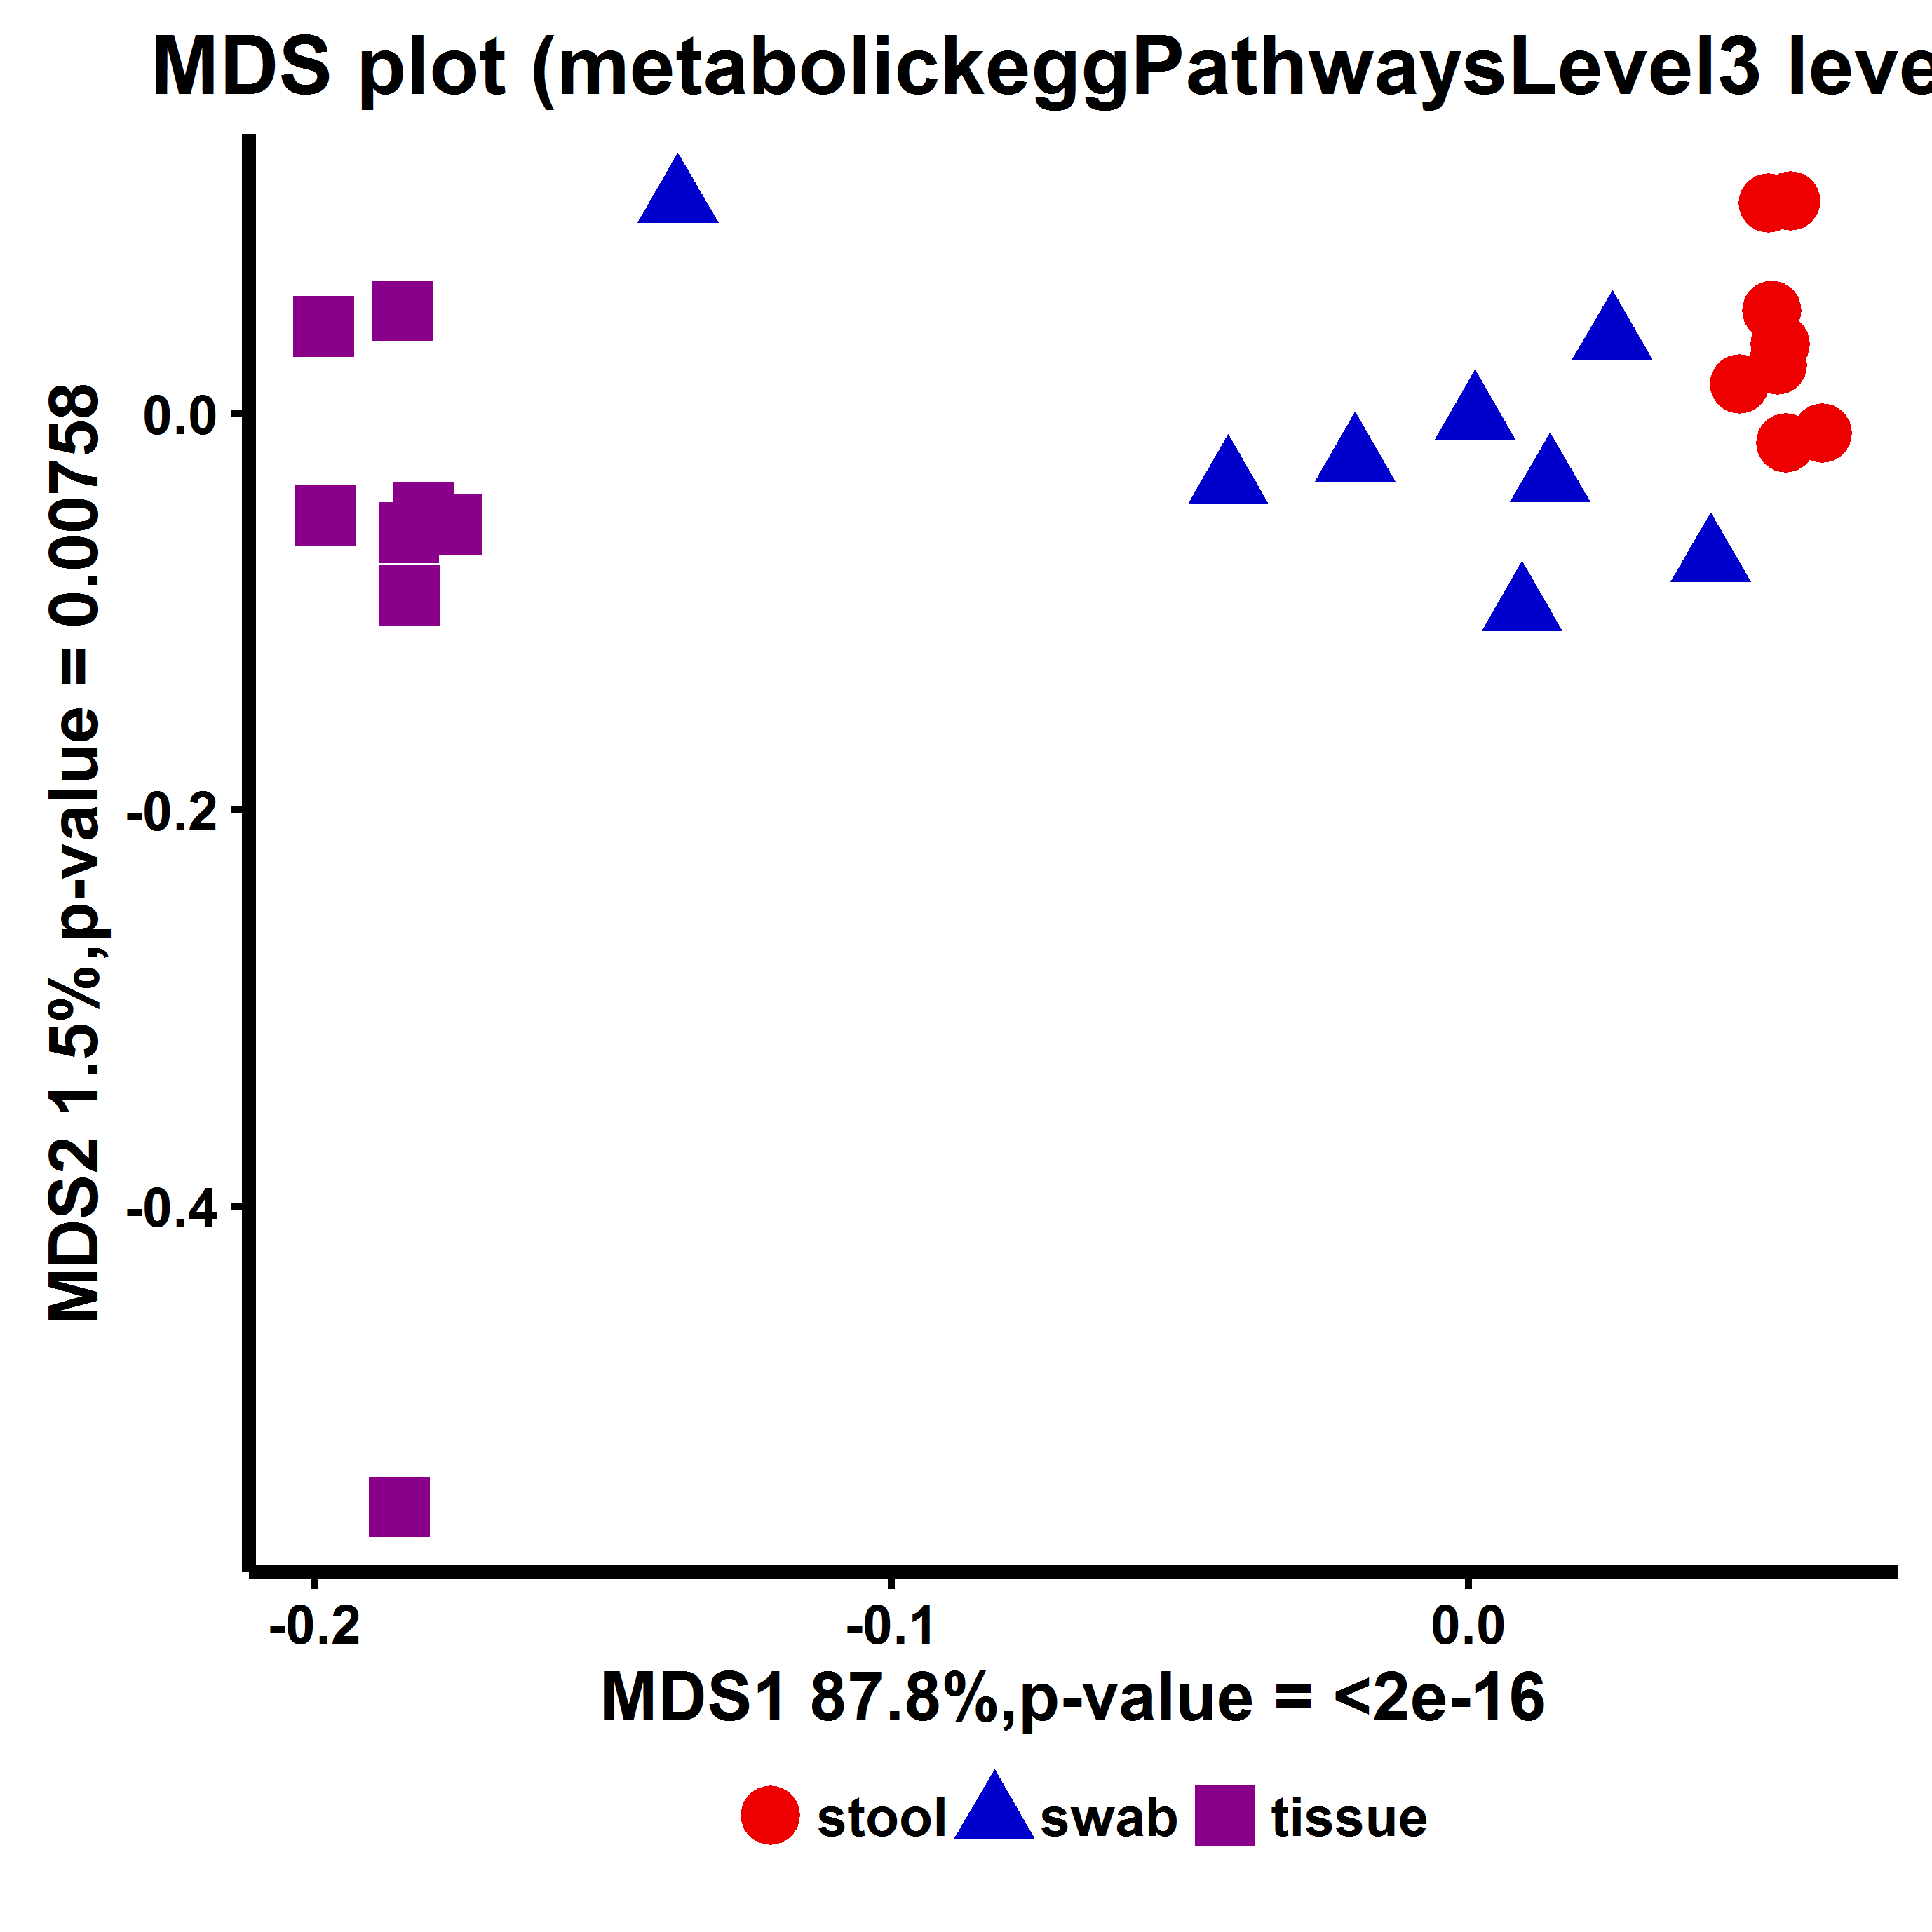 MDS plot (metabolickeggPathwaysLevel3 leve
MDS2 1.5%,p-value = 0.00758
0.0
-0.2
-0.4
-0.2
-0.1
0.0
MDS1 87.8%,p-value = <2e-16
stool swab tissue